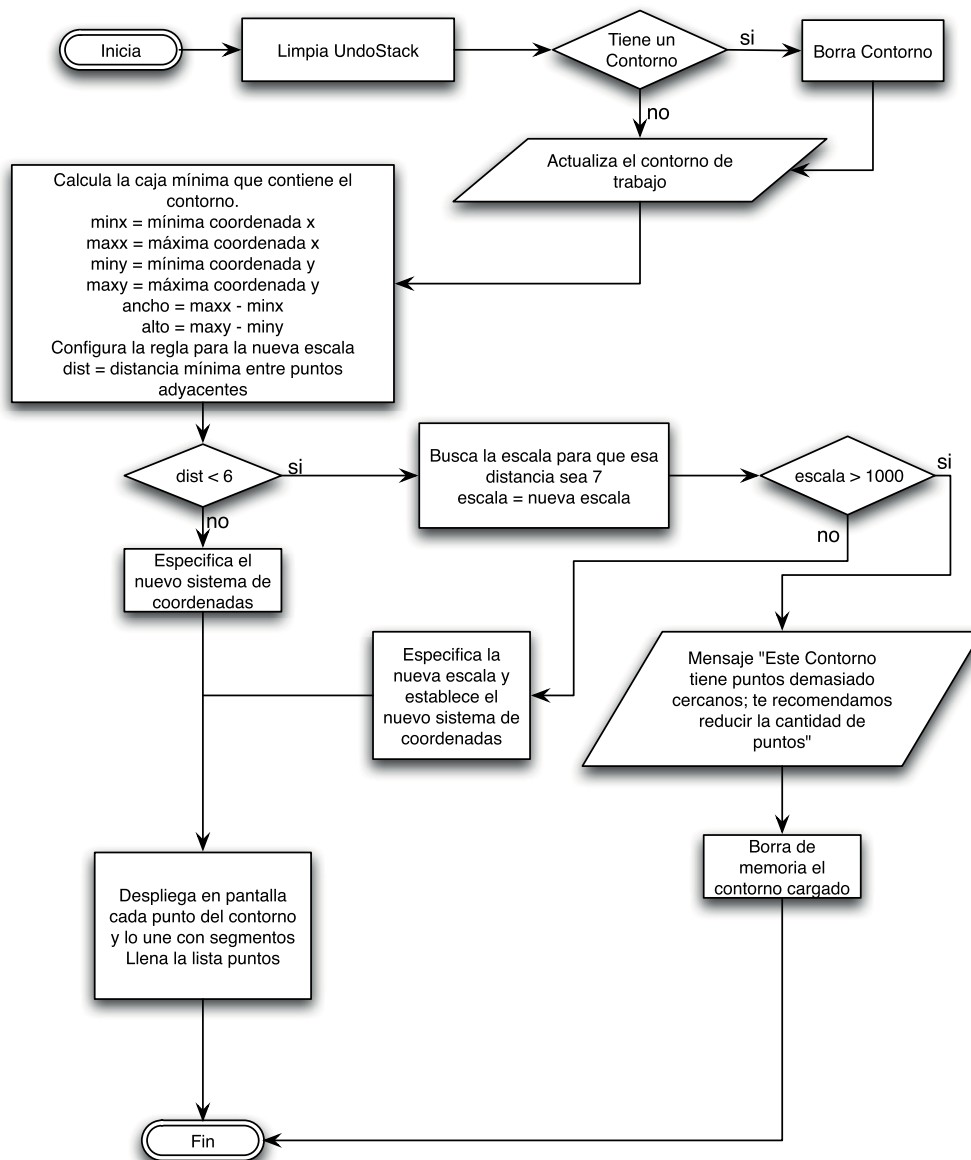 Inicia
Limpia UndoStack
Tiene un
Contorno
si
Borra Contorno
no
Actualiza el contorno de
trabajo
Calcula la caja mínima que contiene el
contorno.
minx = mínima coordenada x
maxx = máxima coordenada x
miny = mínima coordenada y
maxy = máxima coordenada y
ancho = maxx - minx
alto = maxy - miny
Configura la regla para la nueva escala
dist = distancia mínima entre puntos
adyacentes
dist < 6
si
Busca la escala para que esa
distancia sea 7
escala = nueva escala
escala > 1000
si
no
no
Especifica el
nuevo sistema de
coordenadas
Especifica la
nueva escala y
establece el
nuevo sistema de
coordenadas
Mensaje "Este Contorno
tiene puntos demasiado
cercanos; te recomendamos
reducir la cantidad de
puntos"
Borra de
memoria el
contorno cargado
Despliega en pantalla
cada punto del contorno
y lo une con segmentos
Llena la lista puntos
Fin